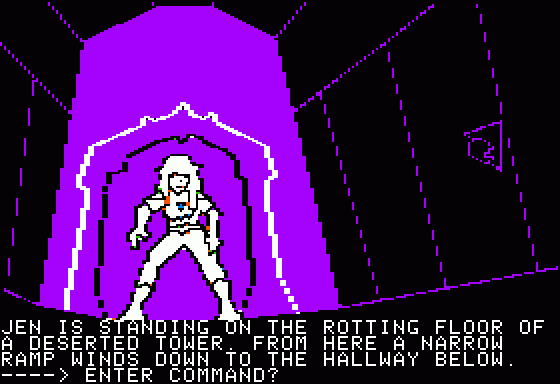 JEN IS STANDING ON THE ROTTING FLOOR OF
A DESERTED TOWER. FROM HERE A NARROW
RAMP WINDS DOWN TO THE HALLWAY BELOW.
----> ENTER COMMAND?